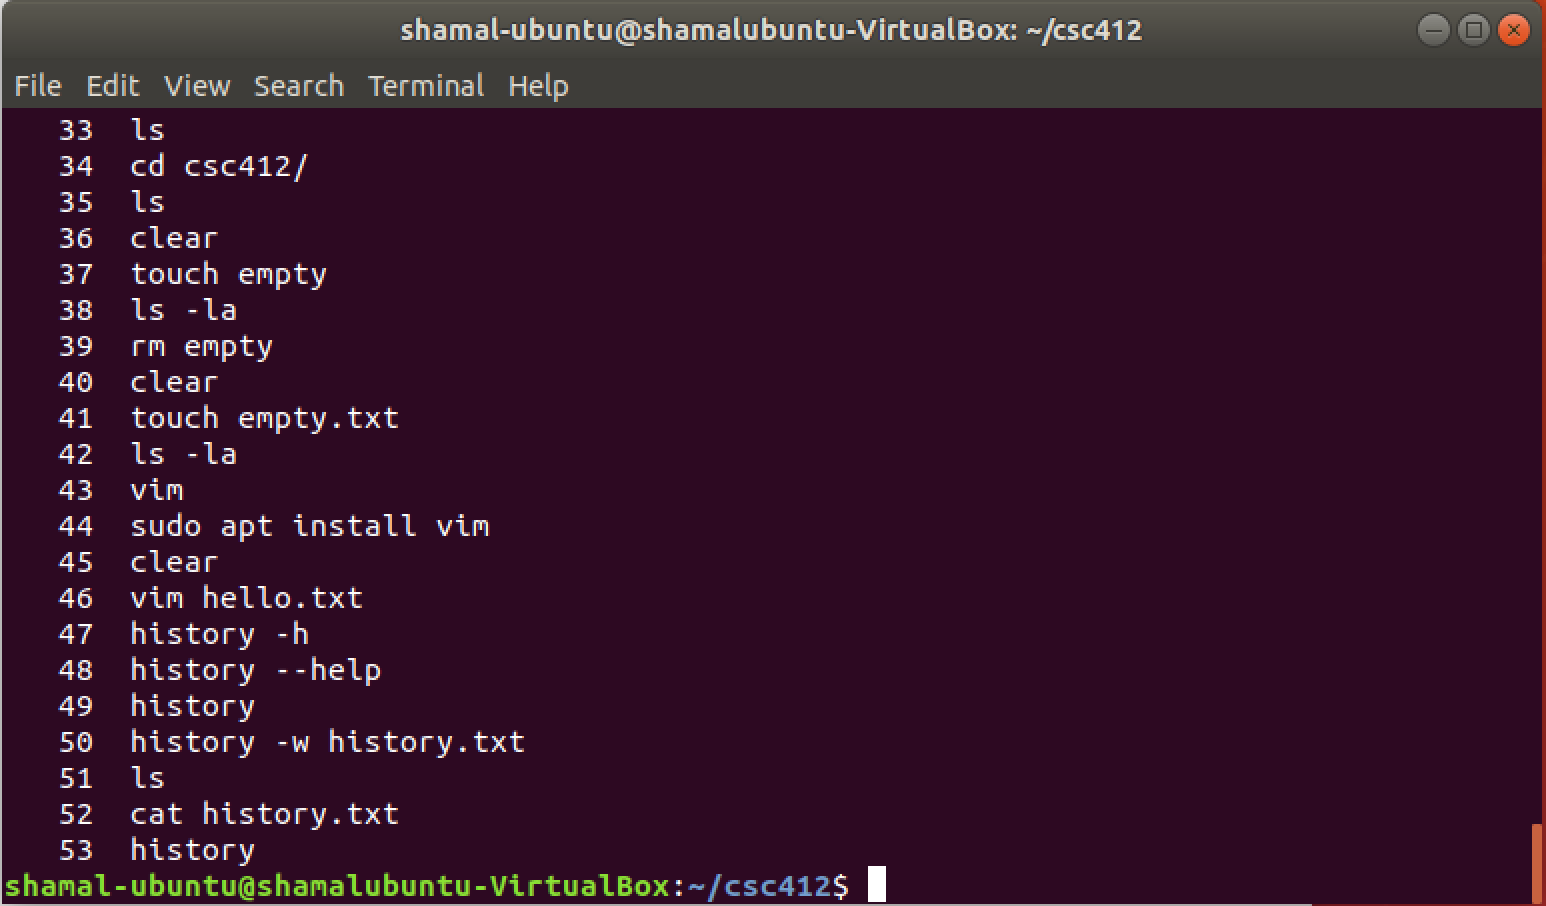 shamal-ubuntu@shamalubuntu-VirtualBox: ~/csc412
File Edit View Search Terminal Help
33 ls
34 cd csc412/
35 ls
36 clear
37 touch empty
38 ls -la
39 rm empty
40 clear
41 touch empty.txt
42 ls -la
43 vim
44 sudo apt install vim
45 clear
46 vim hello.txt
47 history -h
48 history --help
49 history
50 history -w history.txt
51 ls
52 cat history.txt
53 history
shamal-ubuntu@shamalubuntu-VirtualBox:~/csc412$